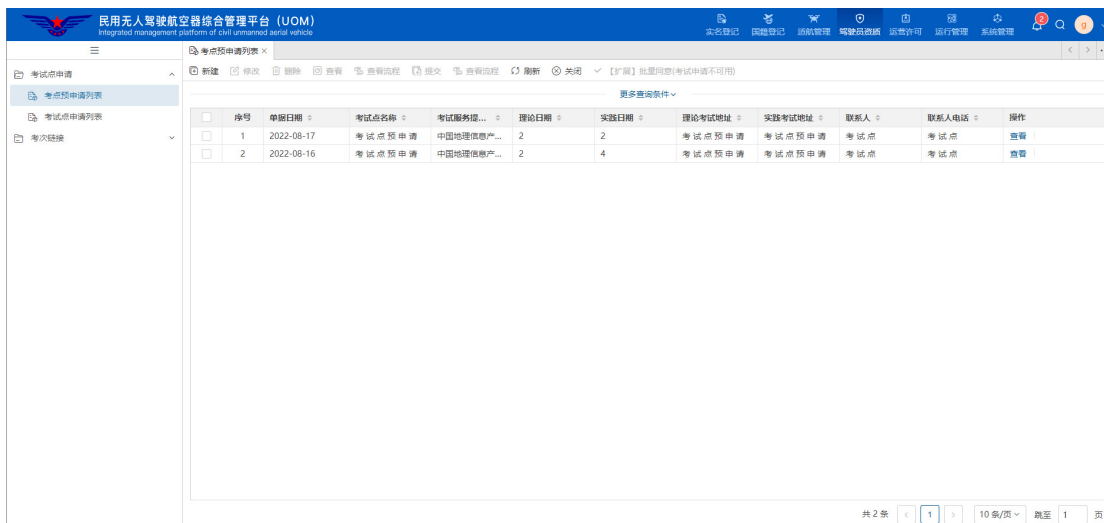 民用无人驾驶航空器综合管理平台（UOM）
Integrated management platform of civil unmanned aerial vehicle
实名登记 国籍登记 适航管理 驾驶员资质 运营许可 运行管理 系统管理 2 g
考点预申请列表 ×
考试点申请
考点预申请列表
考试点申请列表
考次链接
新建 修改 删除 查看 查看流程 提交 查看流程 刷新 关闭 【扩展】批量同意(考试申请不可用)
更多查询条件
序号 单据日期 考试点名称 考试服务提... 理论日期 实践日期 理论考试地址 实践考试地址 联系人 联系人电话 操作
1 2022-08-17 考试点预申请 中国地理信息产... 2 2 考试点预申请 考试点预申请 考试点 考试点 查看
2 2022-08-16 考试点预申请 中国地理信息产... 2 4 考试点预申请 考试点预申请 考试点 考试点 查看
共 2 条 < 1 > 10 条/页 跳至 1 页